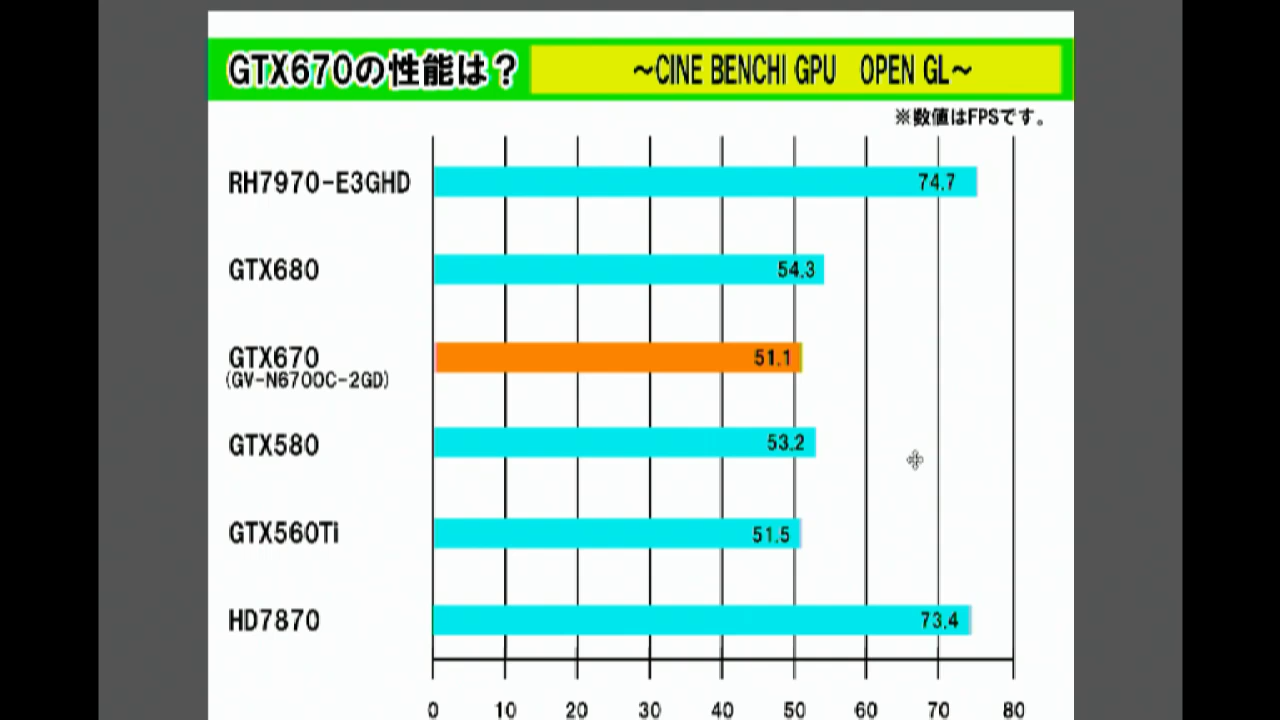 GTX670の性能は？ ～CINE BENCHI GPU　OPEN GL～
※数値はFPSです。
RH7970-E3GHD 74.7
GTX680 54.3
GTX670 51.1
(GV-N670OC-2GD)
GTX580 53.2
GTX560Ti 51.5
HD7870 73.4
0 10 20 30 40 50 60 70 80